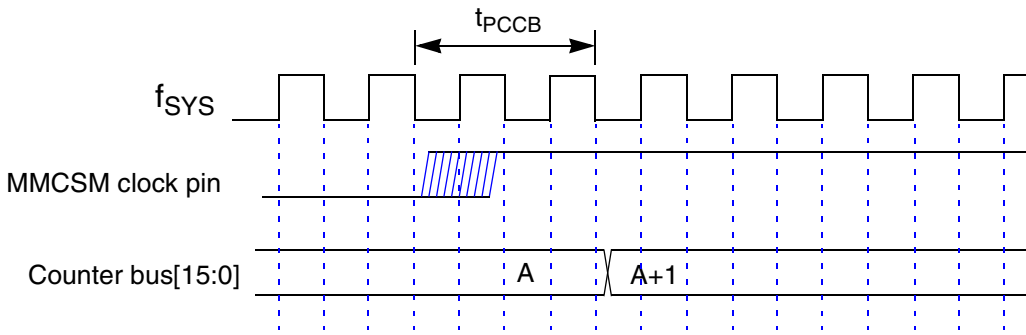 tPCCB
fSYS
MMCSM clock pin
Counter bus[15:0]
A
A+1